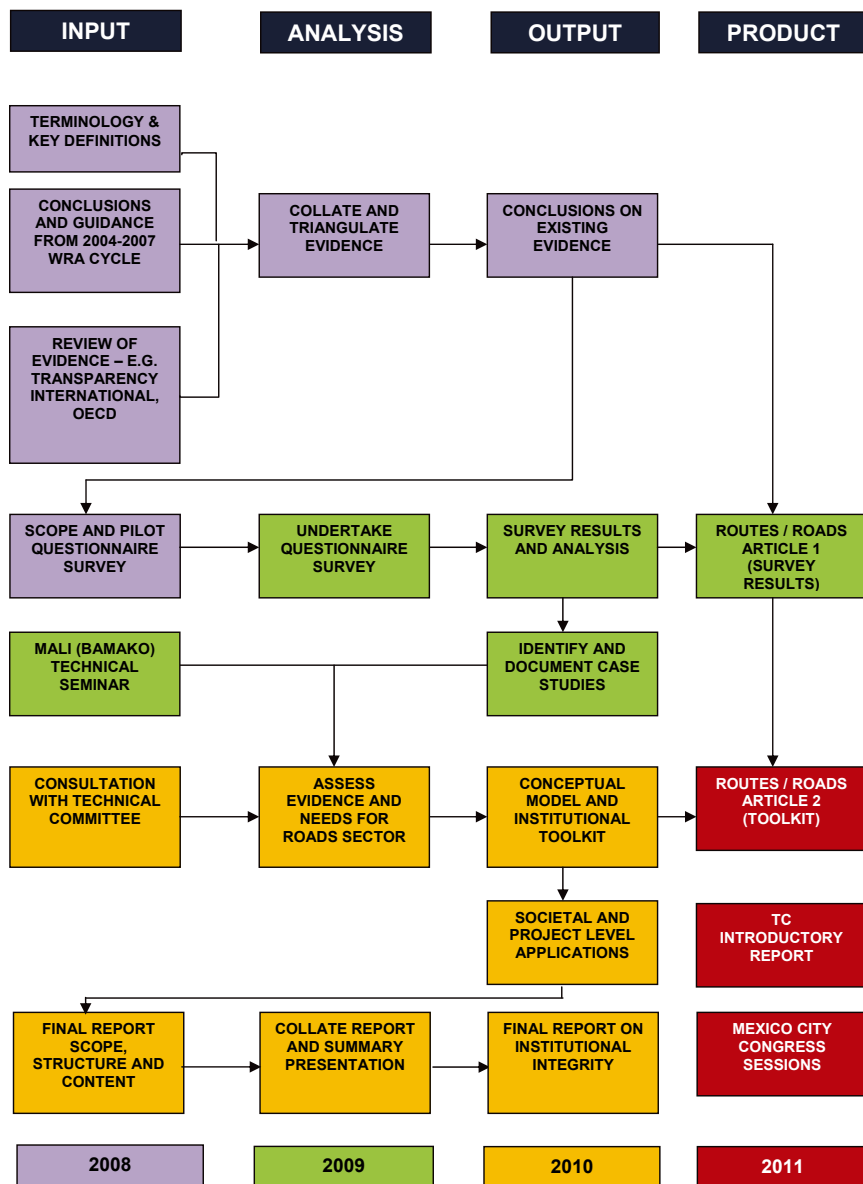 INPUT
ANALYSIS
OUTPUT
PRODUCT
TERMINOLOGY &
KEY DEFINITIONS
CONCLUSIONS
AND GUIDANCE
FROM 2004-2007
WRA CYCLE
COLLATE AND
TRIANGULATE
EVIDENCE
CONCLUSIONS ON
EXISTING
EVIDENCE
REVIEW OF
EVIDENCE – E.G.
TRANSPARENCY
INTERNATIONAL,
OECD
SCOPE AND PILOT
QUESTIONNAIRE
SURVEY
UNDERTAKE
QUESTIONNAIRE
SURVEY
SURVEY RESULTS
AND ANALYSIS
ROUTES / ROADS
ARTICLE 1
(SURVEY
RESULTS)
MALI (BAMAKO)
TECHNICAL
SEMINAR
IDENTIFY AND
DOCUMENT CASE
STUDIES
CONSULTATION
WITH TECHNICAL
COMMITTEE
ASSESS
EVIDENCE AND
NEEDS FOR
ROADS SECTOR
CONCEPTUAL
MODEL AND
INSTITUTIONAL
TOOLKIT
ROUTES / ROADS
ARTICLE 2
(TOOLKIT)
SOCIETAL AND
PROJECT LEVEL
APPLICATIONS
TC
INTRODUCTORY
REPORT
FINAL REPORT
SCOPE,
STRUCTURE AND
CONTENT
COLLATE REPORT
AND SUMMARY
PRESENTATION
FINAL REPORT ON
INSTITUTIONAL
INTEGRITY
MEXICO CITY
CONGRESS
SESSIONS
2008
2009
2010
2011